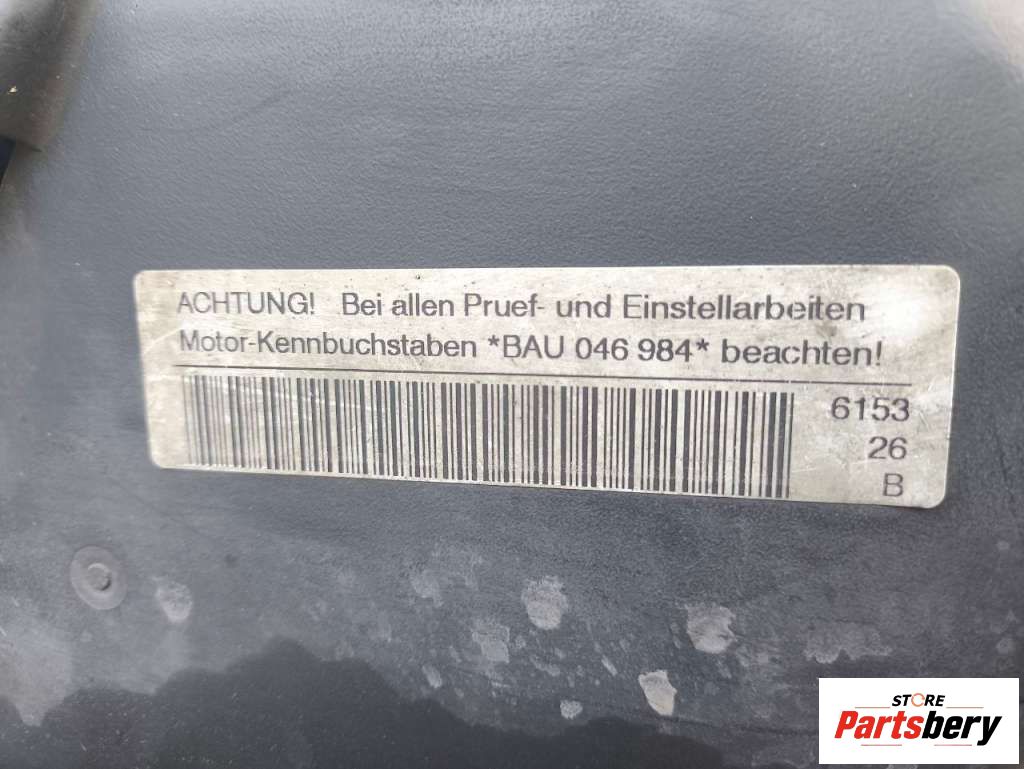 ACHTUNG! Bei allen Pruef- und Einstellarbeiten
Motor-Kennbuchstaben *BAU 046 984* beachten!
6153
26
B
STORE
Partsbery